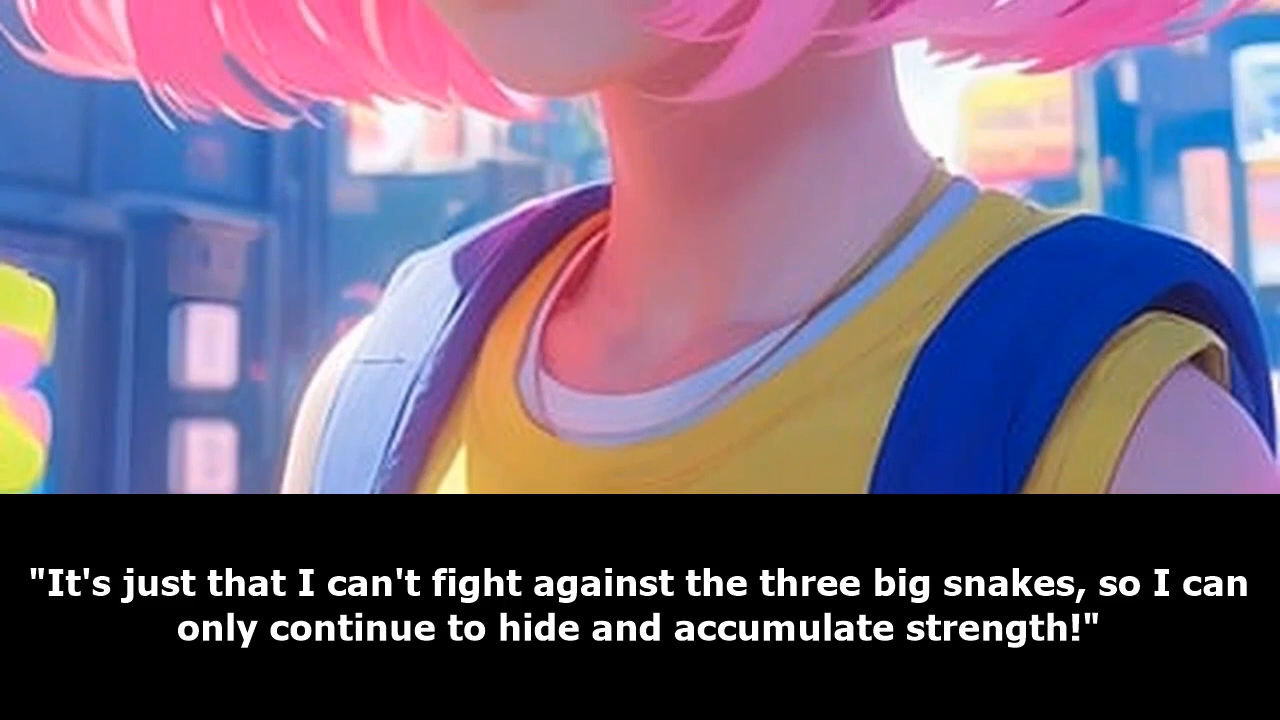 "It's just that I can't fight against the three big snakes, so I can
only continue to hide and accumulate strength!"